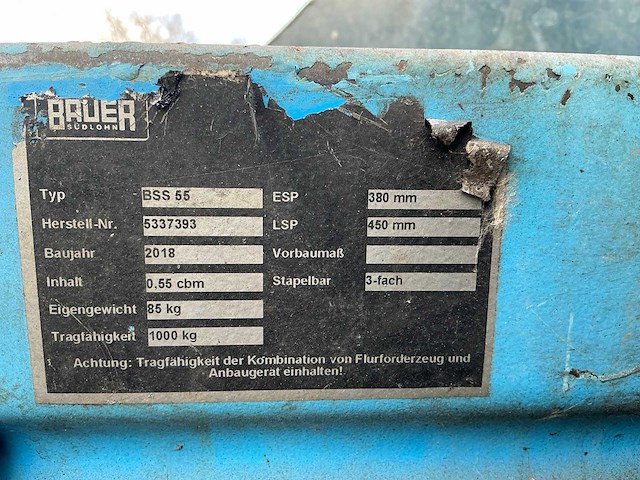 BAUER
SÜDLOHN
Typ BSS 55 ESP 380 mm
Herstell-Nr. 5337393 LSP 450 mm
Baujahr 2018 Vorbaumaß
Inhalt 0,55 cbm Stapelbar 3-fach
Eigengewicht 85 kg
Tragfähigkeit 1000 kg
Achtung: Tragfähigkeit der Kombination von Flurförderzeug und
Anbaugerät einhalten!